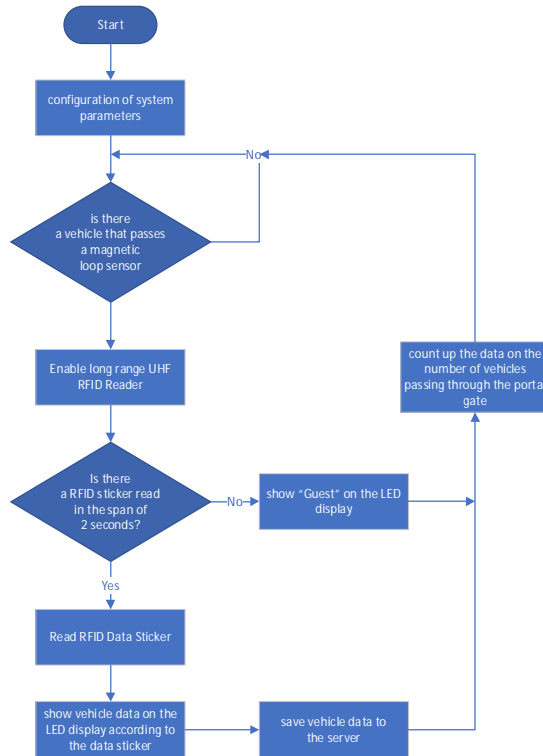 Start
configuration of system
parameters
No
is there
a vehicle that passes
a magnetic
loop sensor
Enable long range UHF
RFID Reader
count up the data on the
number of vehicles
passing through the portal
gate
Is there
a RFID sticker read
in the span of
2 seconds?
No
show “Guest” on the LED
display
Yes
Read RFID Data Sticker
show vehicle data on the
LED display according to
the data sticker
save vehicle data to
the server